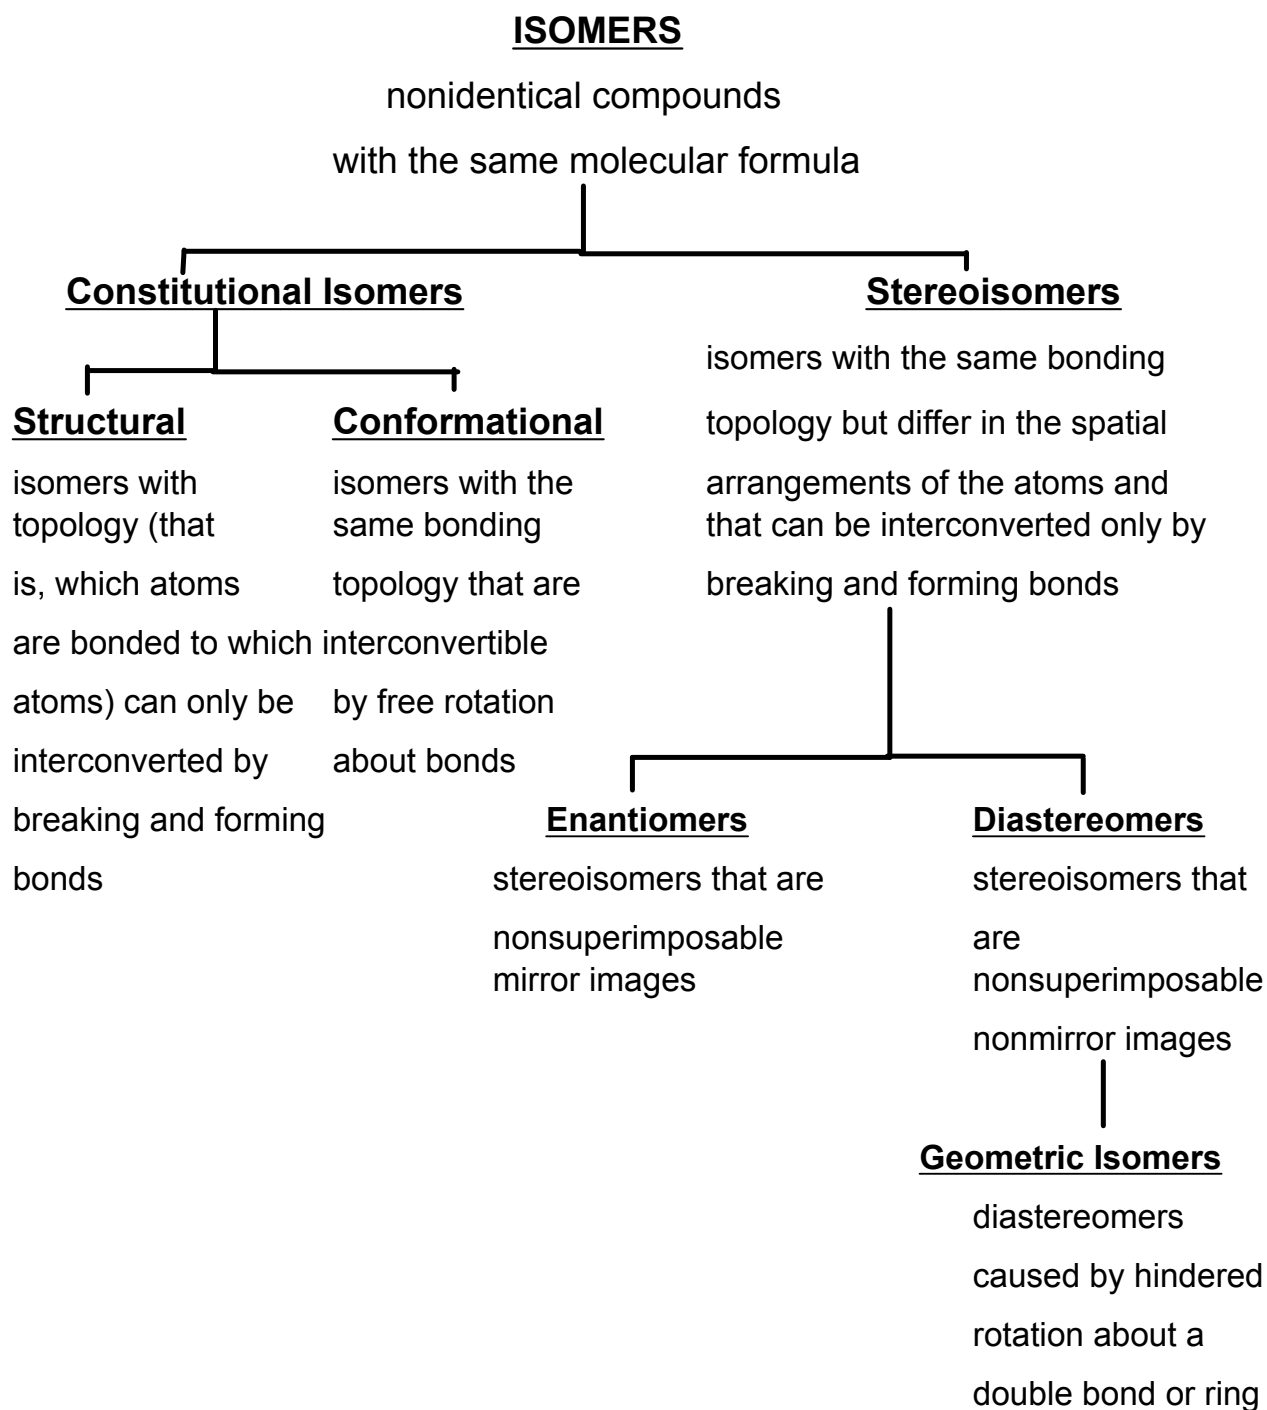 ISOMERS
nonidentical compounds
with the same molecular formula
Constitutional Isomers
Structural
isomers with
topology (that
is, which atoms
are bonded to which
atoms) can only be
interconverted by
breaking and forming
bonds
Conformational
isomers with the
same bonding
topology that are
interconvertible
by free rotation
about bonds
Stereoisomers
isomers with the same bonding
topology but differ in the spatial
arrangements of the atoms and
that can be interconverted only by
breaking and forming bonds
Enantiomers
stereoisomers that are
nonsuperimposable
mirror images
Diastereomers
stereoisomers that
are
nonsuperimposable
nonmirror images
Geometric Isomers
diastereomers
caused by hindered
rotation about a
double bond or ring